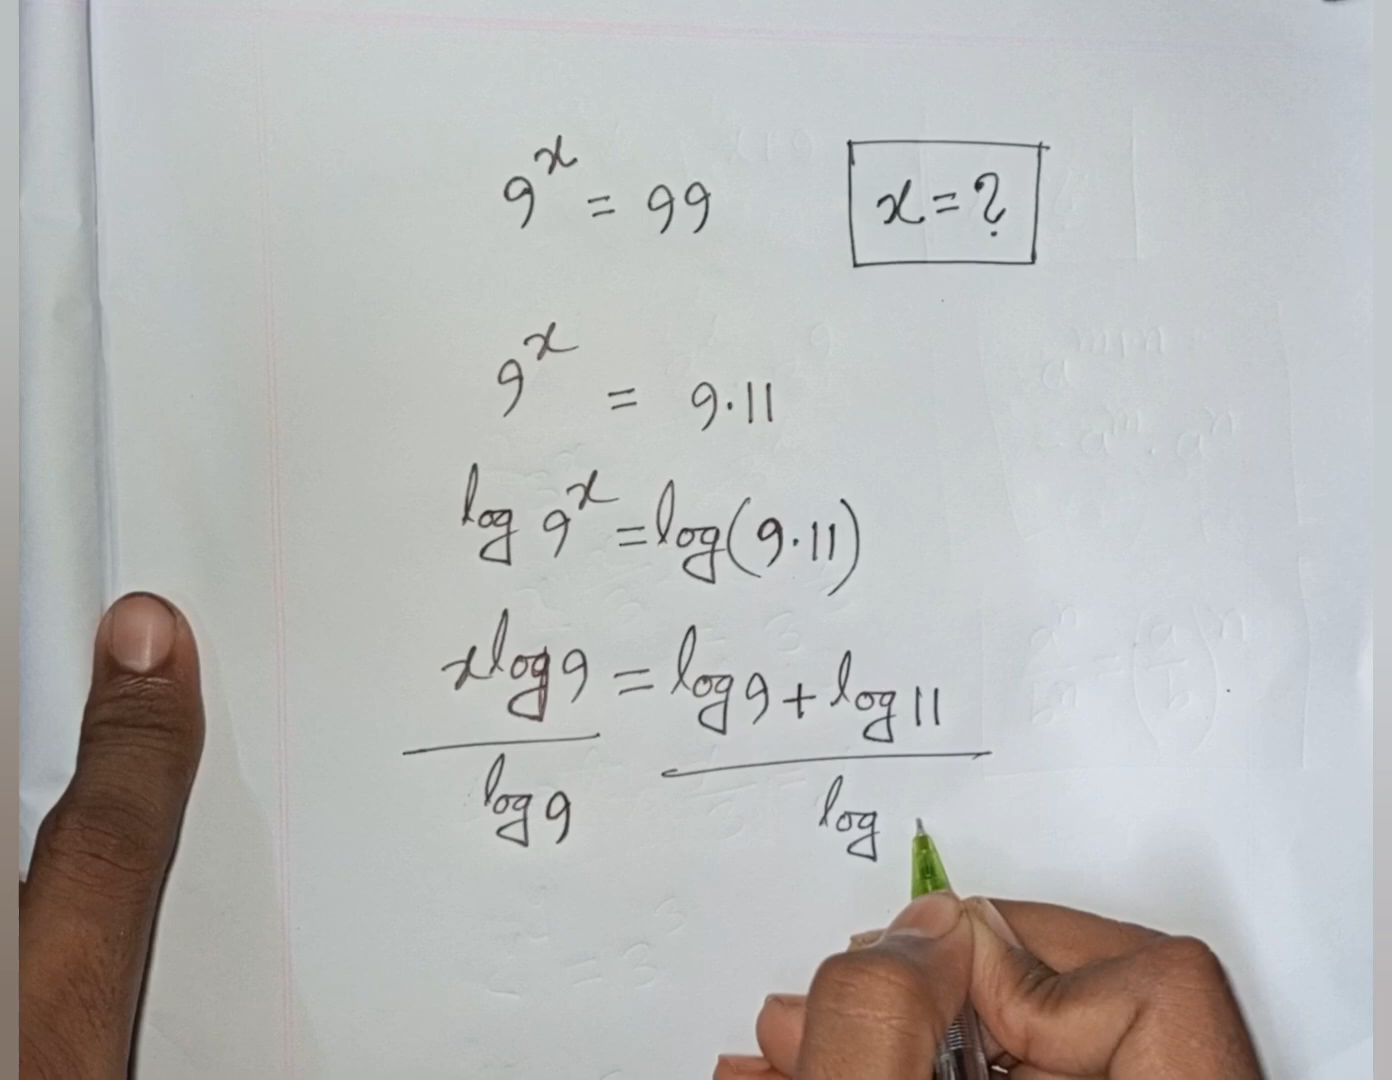 9^x = 99 x = ?
9^x = 9·11
log 9^x = log(9·11)
x log 9 = log 9 + log 11
log 9 log